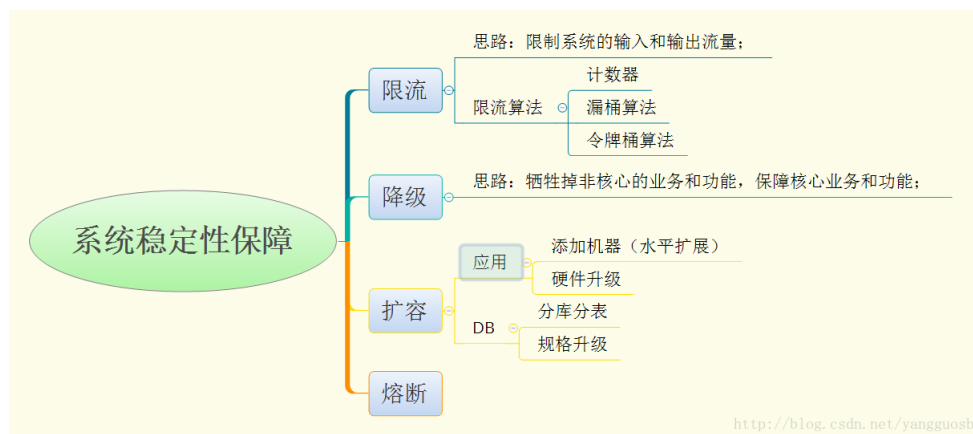 系统稳定性保障
限流
思路：限制系统的输入和输出流量；
限流算法
计数器
漏桶算法
令牌桶算法
降级
思路：牺牲掉非核心的业务和功能，保障核心业务和功能；
扩容
应用
添加机器（水平扩展）
硬件升级
DB
分库分表
规格升级
熔断
http://blog.csdn.net/yangguosb